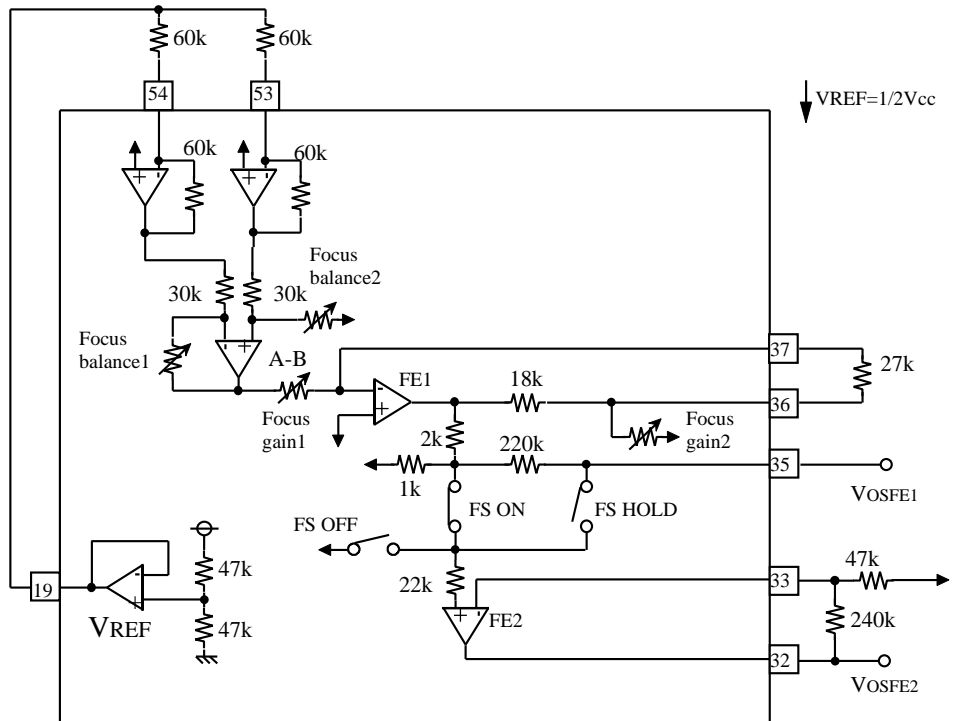 60k
60k
54
53
VREF=1/2Vcc
60k
60k
+
-
+
-
Focus
balance2
30k
30k
Focus
balance1
-
+
A-B
37
Focus
gain1
-
+
FE1
18k
27k
36
Focus
gain2
2k
220k
1k
35
VOSFE1
FS ON
FS HOLD
FS OFF
47k
22k
33
47k
19
-
+
VREF
47k
+
-
FE2
240k
32
VOSFE2